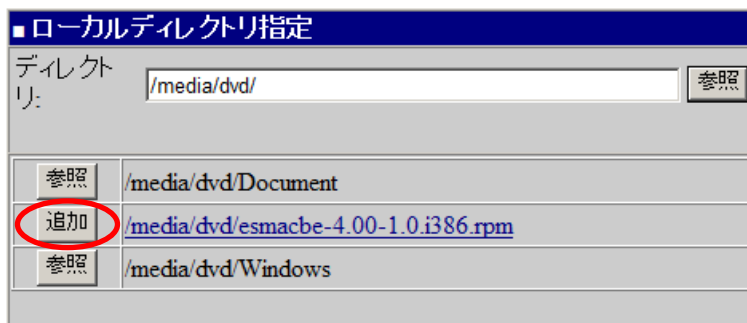 ■ローカルディレクトリ指定
ディレクト
リ:
/media/dvd/
参照
参照 /media/dvd/Document
追加 /media/dvd/esmacbe-4.00-1.0.i386.rpm
参照 /media/dvd/Windows